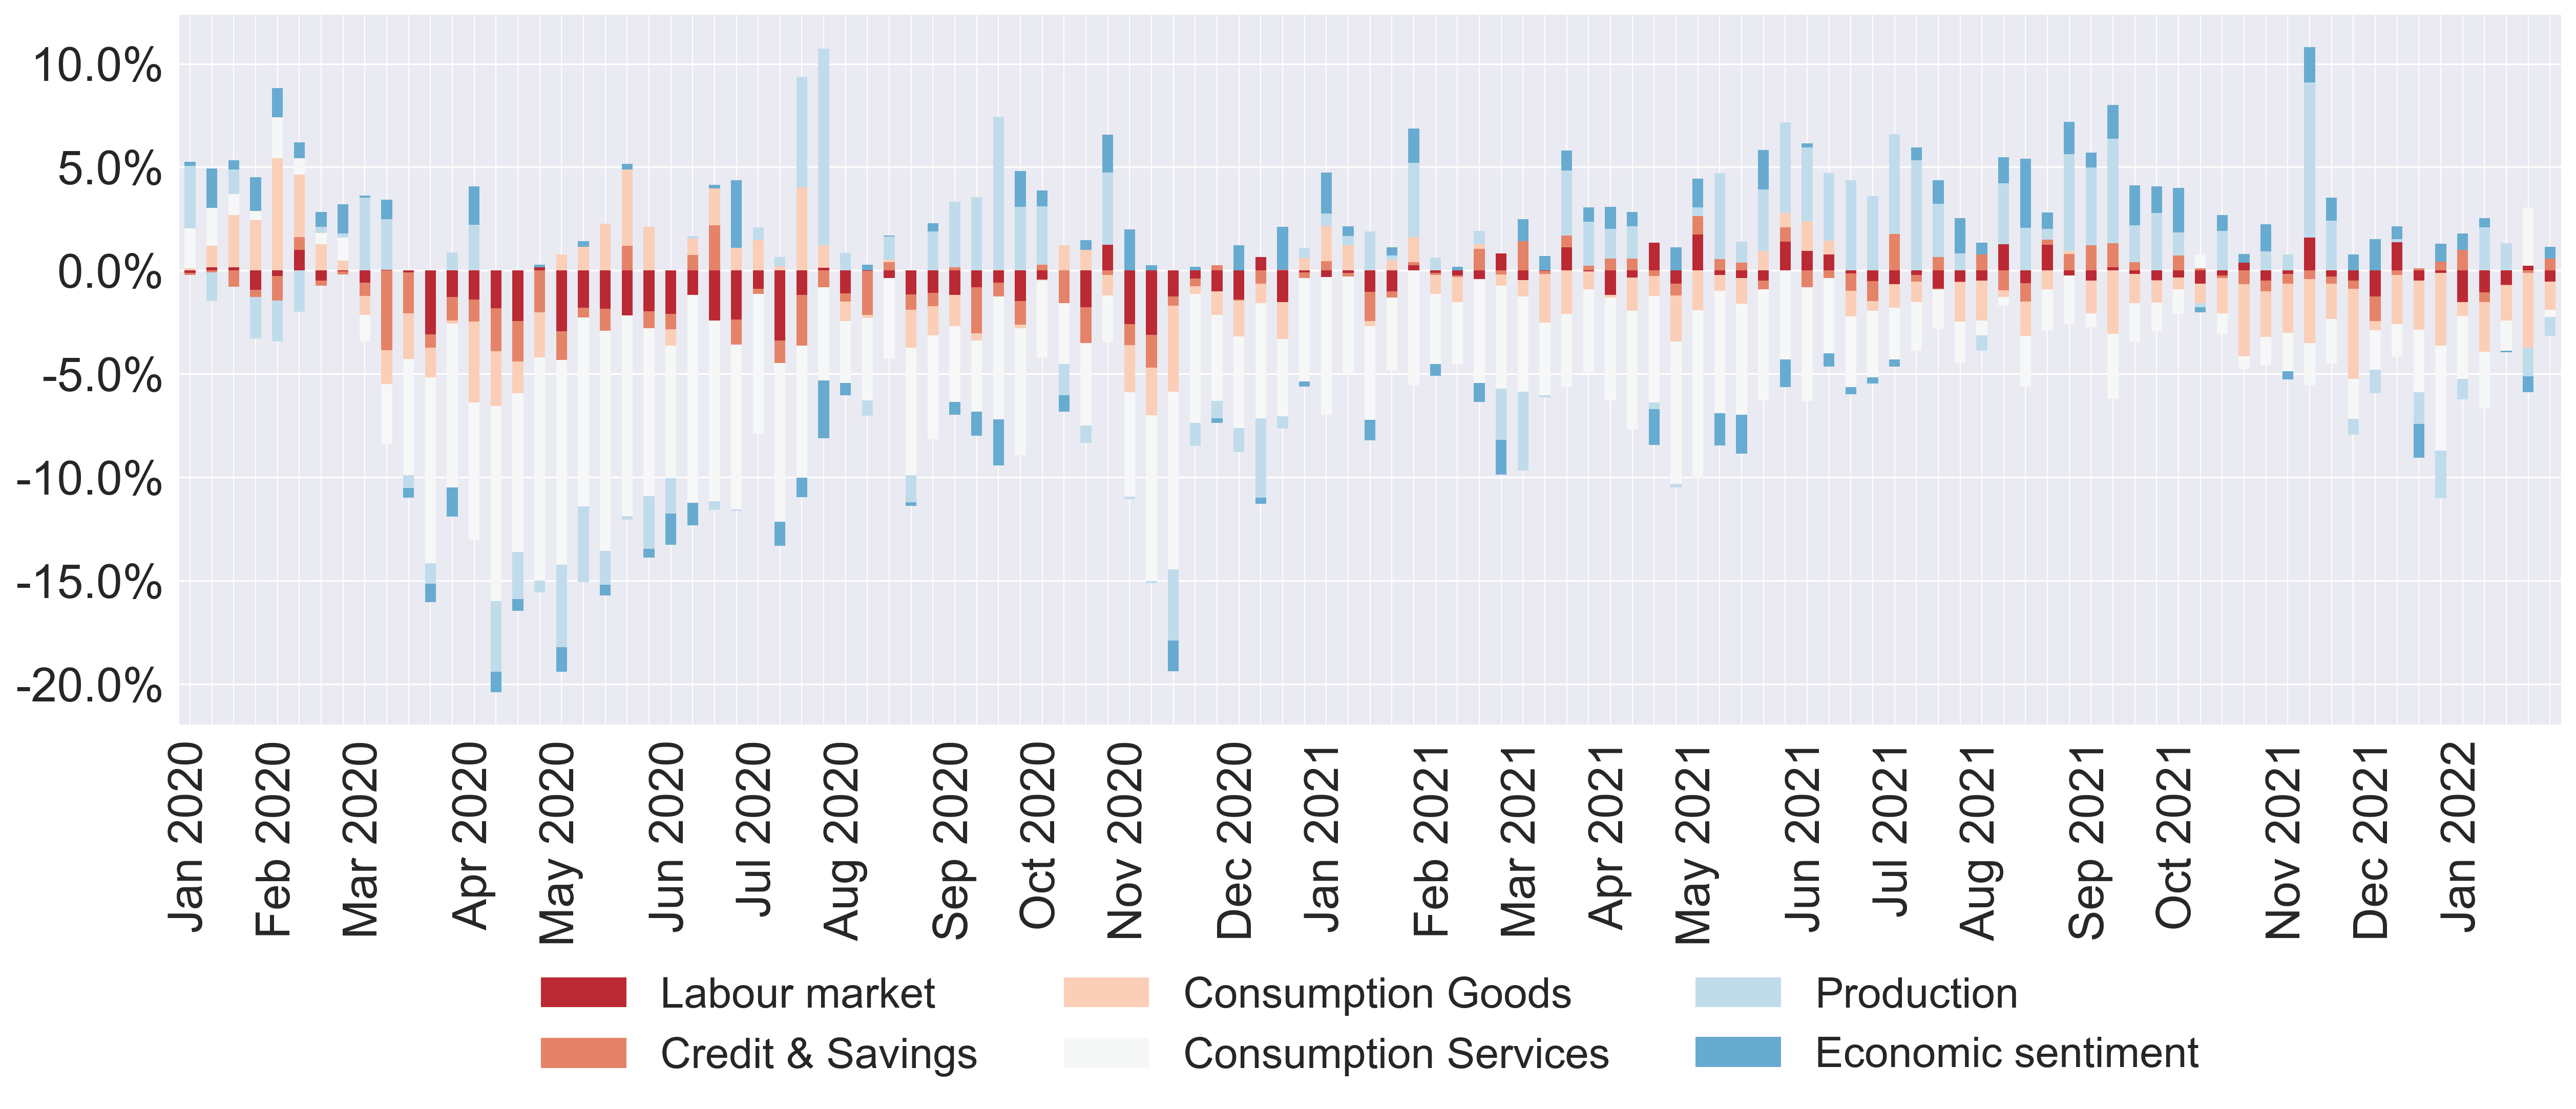 10.0%
5.0%
0.0%
-5.0%
-10.0%
-15.0%
-20.0%
Jan 2020
Feb 2020
Mar 2020
Apr 2020
May 2020
Jun 2020
Jul 2020
Aug 2020
Sep 2020
Oct 2020
Nov 2020
Dec 2020
Jan 2021
Feb 2021
Mar 2021
Apr 2021
May 2021
Jun 2021
Jul 2021
Aug 2021
Sep 2021
Oct 2021
Nov 2021
Dec 2021
Jan 2022
Labour market
Consumption Goods
Production
Credit & Savings
Consumption Services
Economic sentiment